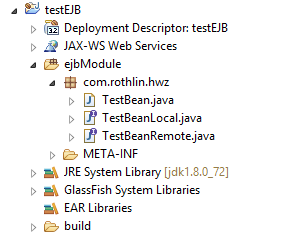 testEJB
Deployment Descriptor: testEJB
JAX-WS Web Services
ejbModule
com.rothlin.hwz
TestBean.java
TestBeanLocal.java
TestBeanRemote.java
META-INF
JRE System Library [jdk1.8.0_72]
GlassFish System Libraries
EAR Libraries
build